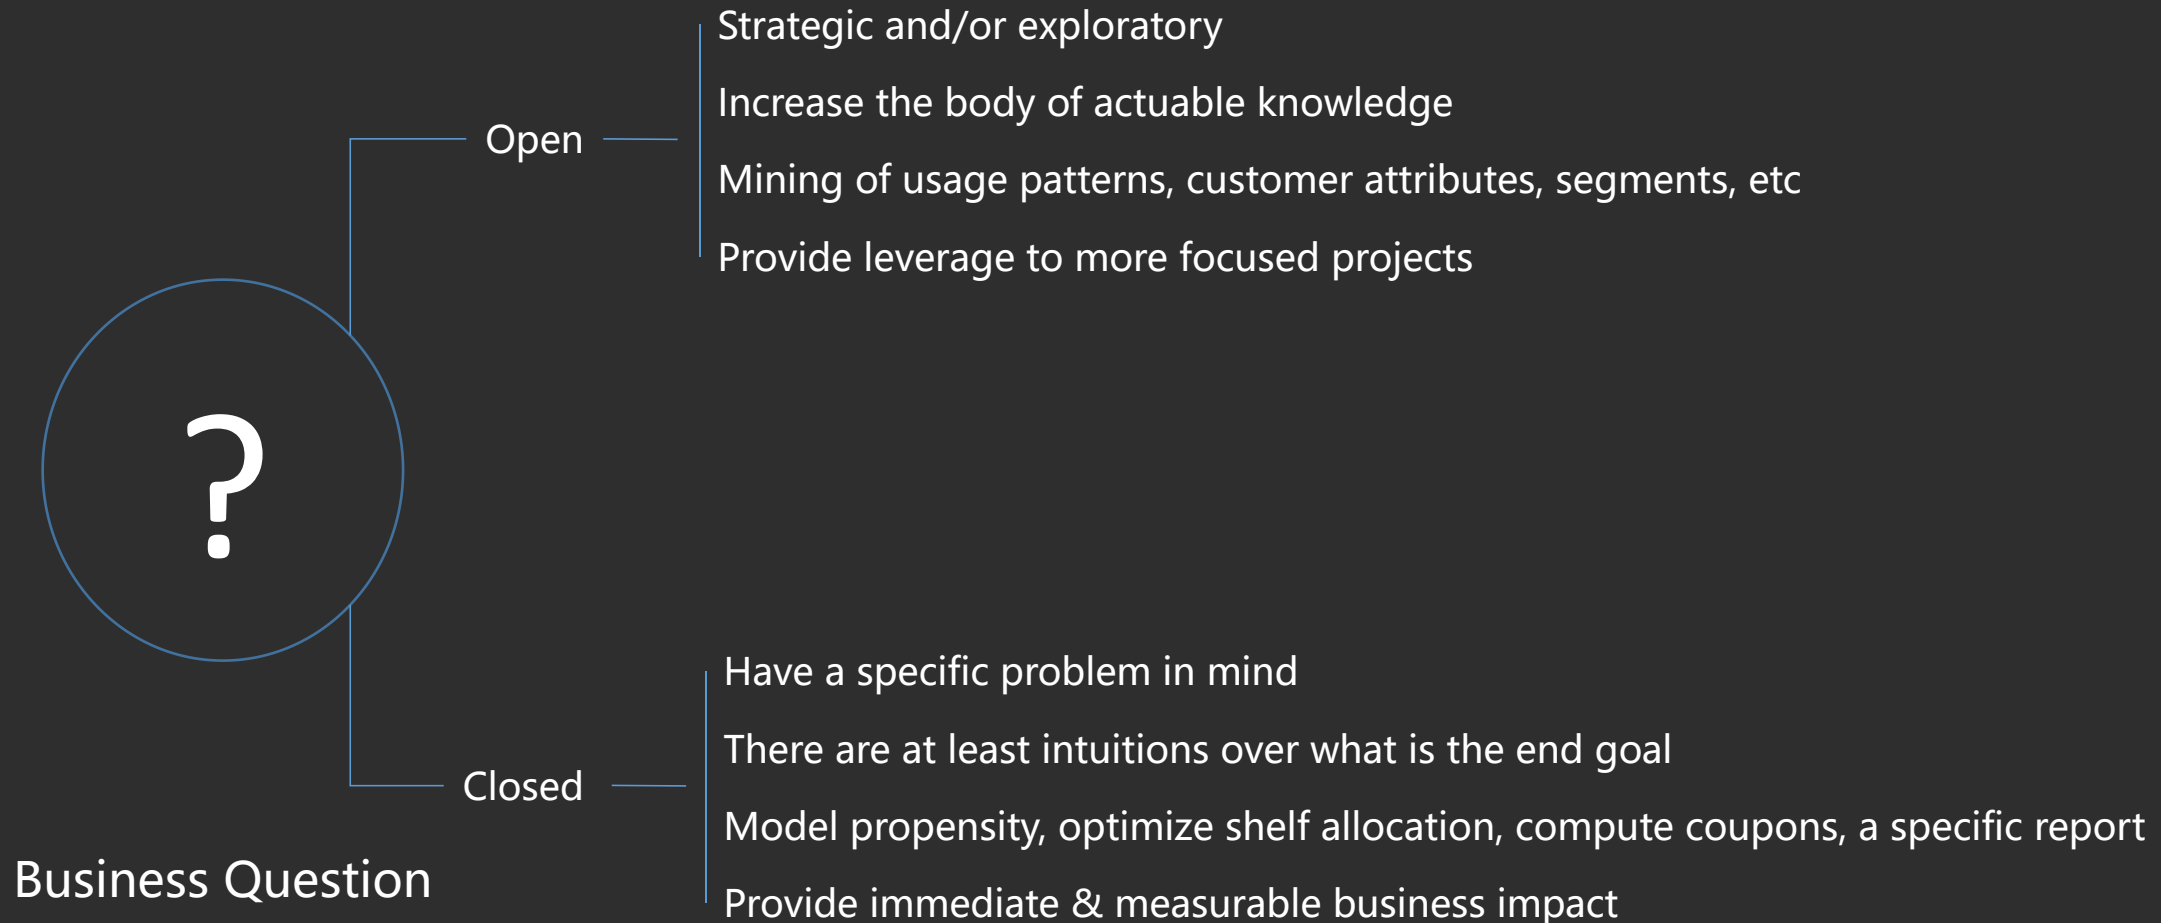 Strategic and/or exploratory
Increase the body of actuable knowledge
Open
Mining of usage patterns, customer attributes, segments, etc
Provide leverage to more focused projects
?
Have a specific problem in mind
There are at least intuitions over what is the end goal
Closed
Model propensity, optimize shelf allocation, compute coupons, a specific report
Business Question
Provide immediate & measurable business impact